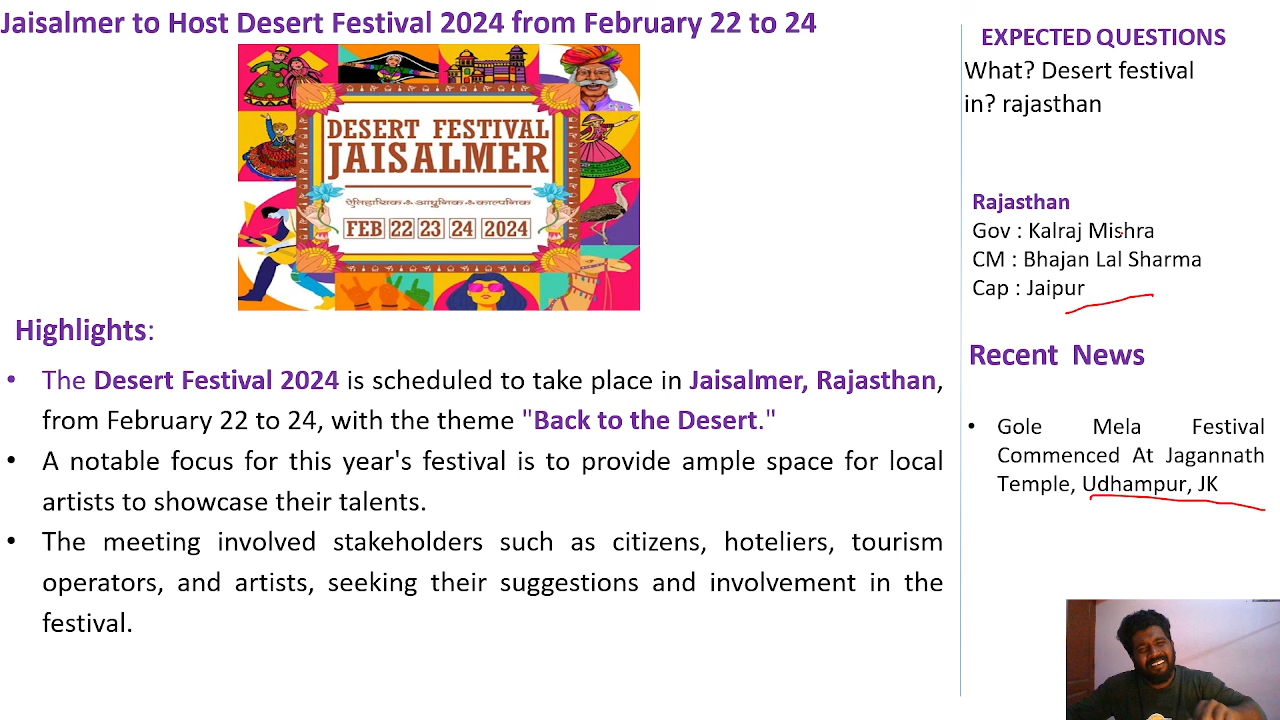 Jaisalmer to Host Desert Festival 2024 from February 22 to 24
DESERT FESTIVAL
JAISALMER
ऐतिहासिक आधुनिक काल्पनिक
FEB 22 23 24 2024
Highlights:
• The Desert Festival 2024 is scheduled to take place in Jaisalmer, Rajasthan,
from February 22 to 24, with the theme "Back to the Desert."
• A notable focus for this year's festival is to provide ample space for local
artists to showcase their talents.
• The meeting involved stakeholders such as citizens, hoteliers, tourism
operators, and artists, seeking their suggestions and involvement in the
festival.
EXPECTED QUESTIONS
What? Desert festival
in? rajasthan
Rajasthan
Gov : Kalraj Mishra
CM : Bhajan Lal Sharma
Cap : Jaipur
Recent News
• Gole Mela Festival
Commenced At Jagannath
Temple, Udhampur, JK